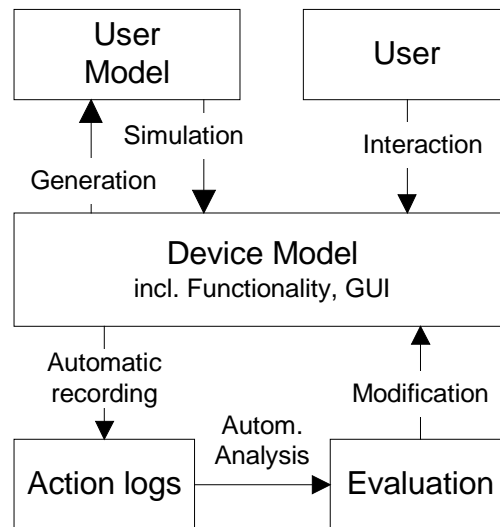 User
Model
User
Simulation
Interaction
Generation
Device Model
incl. Functionality, GUI
Automatic
recording
Modification
Autom.
Analysis
Action logs
Evaluation